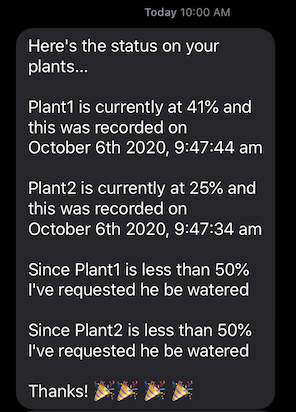 Today 10:00 AM
Here's the status on your
plants...
Plant1 is currently at 41% and
this was recorded on
October 6th 2020, 9:47:44 am
Plant2 is currently at 25% and
this was recorded on
October 6th 2020, 9:47:34 am
Since Plant1 is less than 50%
I've requested he be watered
Since Plant2 is less than 50%
I've requested he be watered
Thanks! 🎉🎉 🎉 🎉